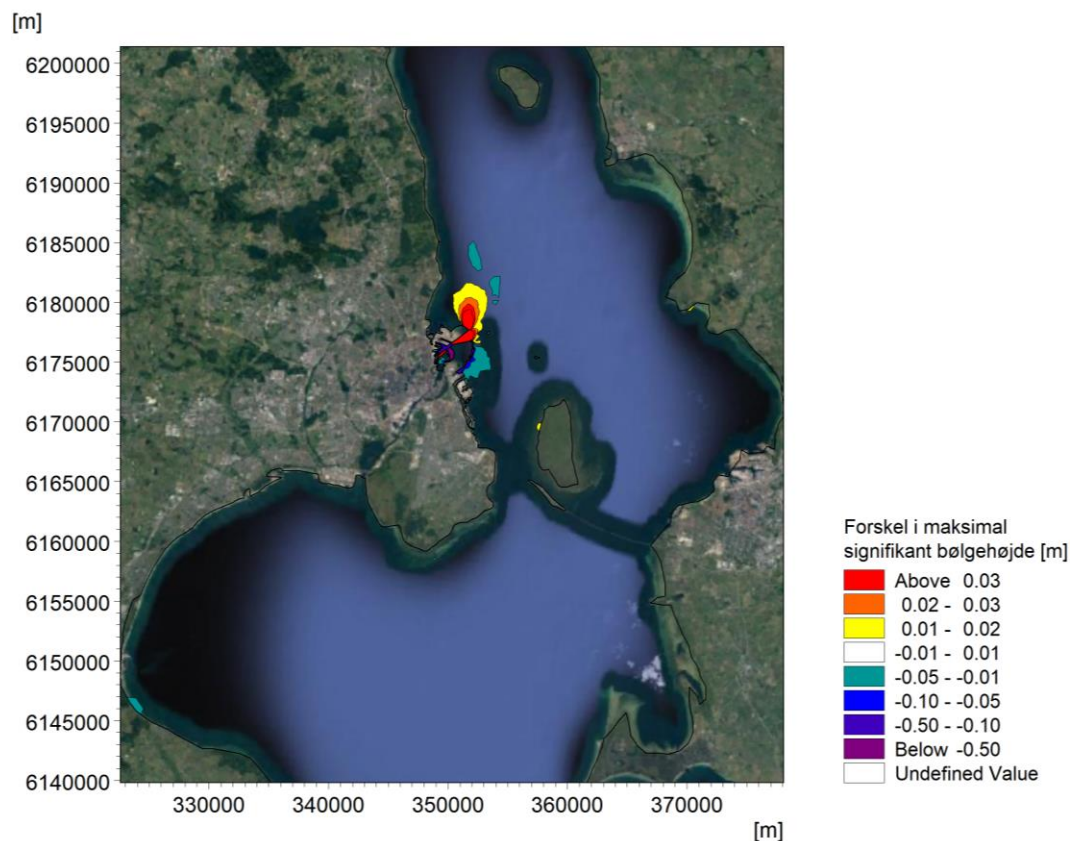 [m]
6200000
6195000
6190000
6185000
6180000
6175000
6170000
6165000
6160000
6155000
6150000
6145000
6140000
330000 340000 350000 360000 370000
[m]
Forskel i maksimal
signifikant bølgehøjde [m]
Above 0.03
0.02 - 0.03
0.01 - 0.02
-0.01 - 0.01
-0.05 - -0.01
-0.10 - -0.05
-0.50 - -0.10
Below -0.50
Undefined Value